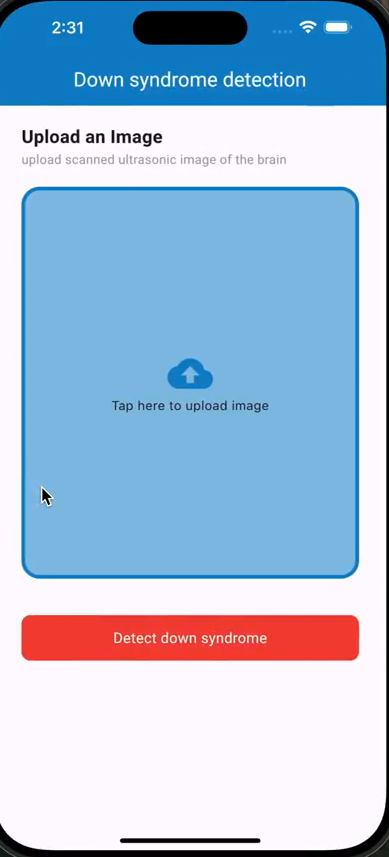 2:31
Down syndrome detection
Upload an Image
upload scanned ultrasonic image of the brain
Tap here to upload image
Detect down syndrome